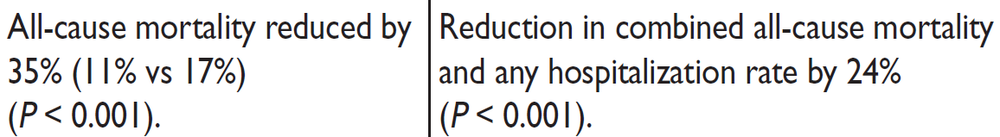 All-cause mortality reduced by
35% (11% vs 17%)
(P < 0.001).
Reduction in combined all-cause mortality
and any hospitalization rate by 24%
(P < 0.001).